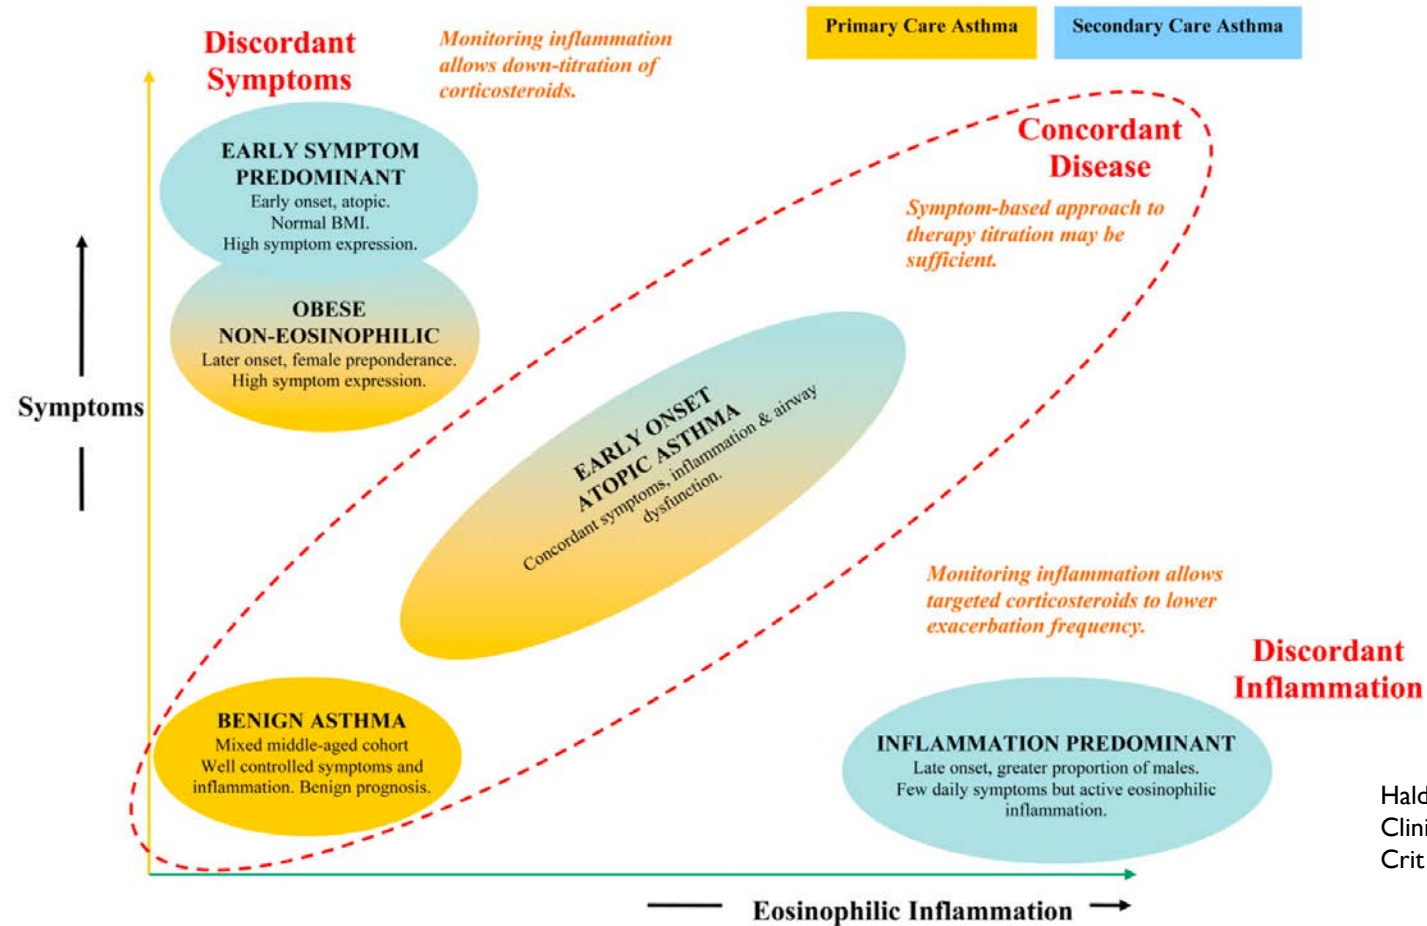 Primary Care Asthma
Secondary Care Asthma
Discordant
Symptoms
Monitoring inflammation
allows down-titration of
corticosteroids.
Concordant
Disease
EARLY SYMPTOM
PREDOMINANT
Early onset, atopic.
Normal BMI.
High symptom expression.
Symptom-based approach to
therapy titration may be
sufficient.
OBESE
NON-EOSINOPHILIC
Later onset, female preponderance.
High symptom expression.
Symptoms
EARLY ONSET
ATOPIC ASTHMA
Concordant symptoms, inflammation & airway
dysfunction.
Monitoring inflammation allows
targeted corticosteroids to lower
exacerbation frequency.
Discordant
Inflammation
BENIGN ASTHMA
Mixed middle-aged cohort
Well controlled symptoms and
inflammation. Benign prognosis.
INFLAMMATION PREDOMINANT
Late onset, greater proportion of males.
Few daily symptoms but active eosinophilic
inflammation.
Hald
Clini
Crit
Eosinophilic Inflammation